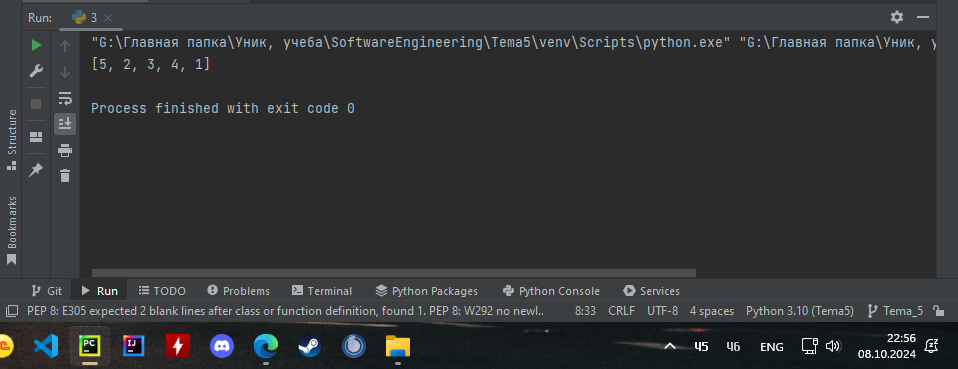 Run: 3
"G:\Главная папка\Уник, учеба\SoftwareEngineering\Tema5\venv\Scripts\python.exe" "G:\Главная папка\Уник, у
[5, 2, 3, 4, 1]
Process finished with exit code 0
Structure
Bookmarks
Git Run TODO Problems Terminal Python Packages Python Console Services
PEP 8: E305 expected 2 blank lines after class or function definition, found 1. PEP 8: W292 no newl.. 8:33 CRLF UTF-8 4 spaces Python 3.10 (Tema5) Tema_5
PC IJ Ч5 Ч6 ENG 22:56
08.10.2024